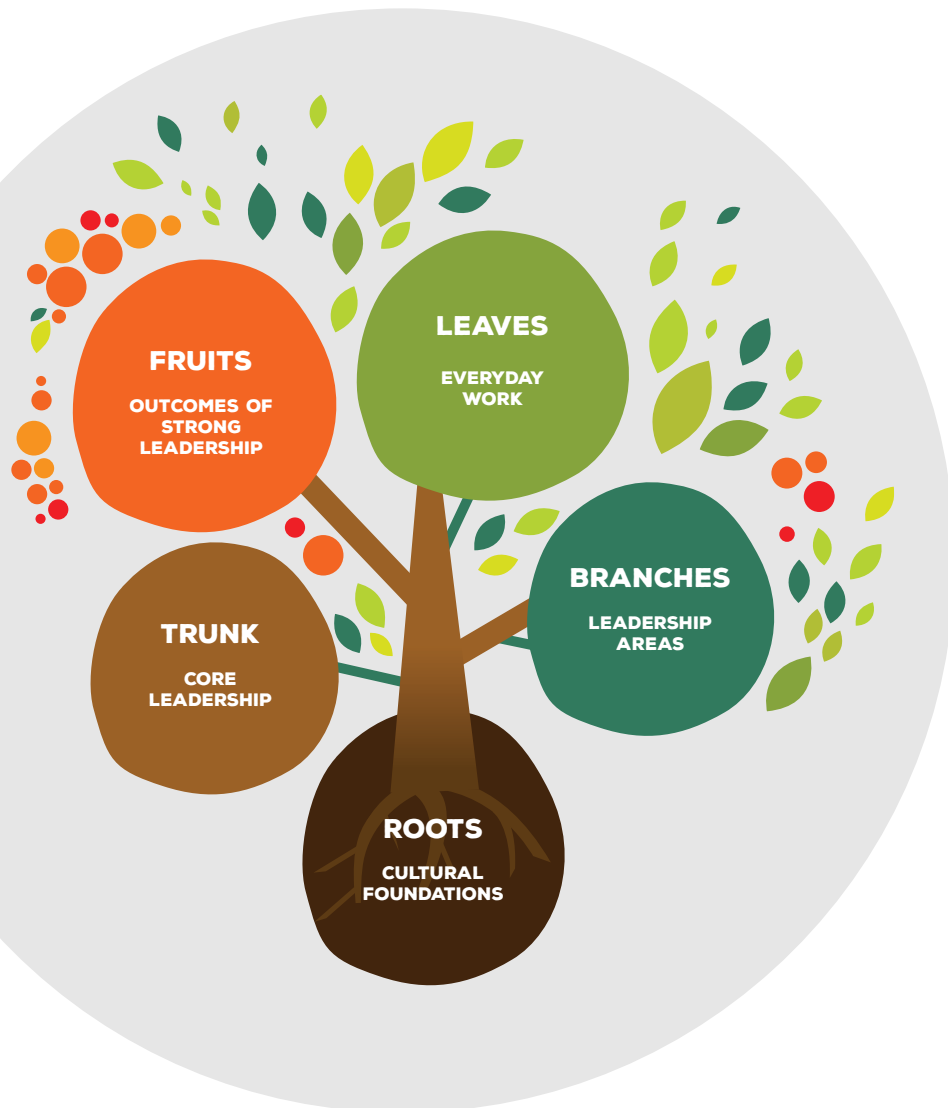 FRUITS
OUTCOMES OF
STRONG
LEADERSHIP
LEAVES
EVERYDAY
WORK
TRUNK
CORE
LEADERSHIP
BRANCHES
LEADERSHIP
AREAS
ROOTS
CULTURAL
FOUNDATIONS